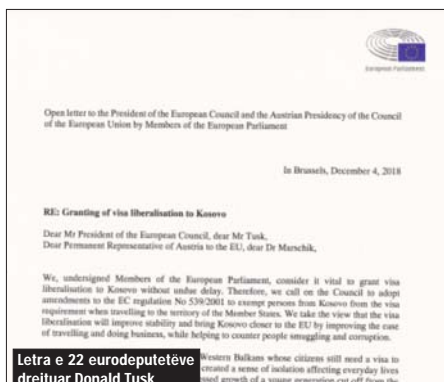 European Parliament
Open letter to the President of the European Council and the Austrian Presidency of the Council
of the European Union by Members of the European Parliament
In Brussels, December 4, 2018
RE: Granting of visa liberalisation to Kosovo
Dear Mr President of the European Council, dear Mr Tusk,
Dear Permanent Representative of Austria to the EU, dear Dr Marschik,
We, undersigned Members of the European Parliament, consider it vital to grant visa
liberalisation to Kosovo without undue delay. Therefore, we call on the Council to adopt
amendments to the EC regulation No 539/2001 to exempt persons from Kosovo from the visa
requirement when travelling to the territory of the Member States. We take the view that the visa
liberalisation will improve stability and bring Kosovo closer to the EU by improving the ease
of travelling and doing business, while helping to counter people smuggling and corruption.
Western Balkans whose citizens still need a visa to
created a sense of isolation affecting everyday lives
growth of a young generation cut off from the
Letra e 22 eurodeputetëve
drejtuar Donald Tusk